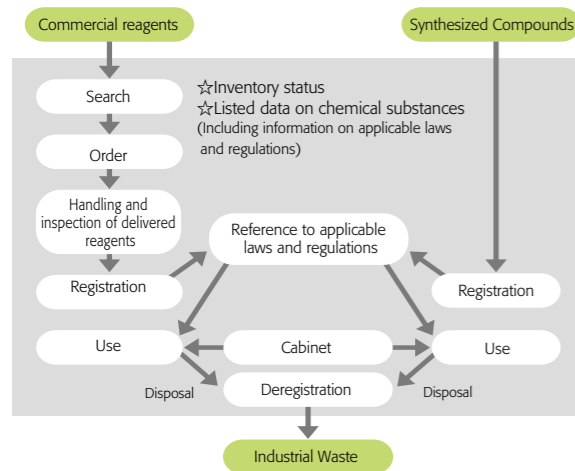 Commercial reagents
Synthesized Compounds
Search
☆Inventory status
☆Listed data on chemical substances
(Including information on applicable laws
and regulations)
Order
Handling and
inspection of delivered
reagents
Reference to applicable
laws and regulations
Registration
Registration
Use
Cabinet
Use
Disposal
Deregistration
Disposal
Industrial Waste